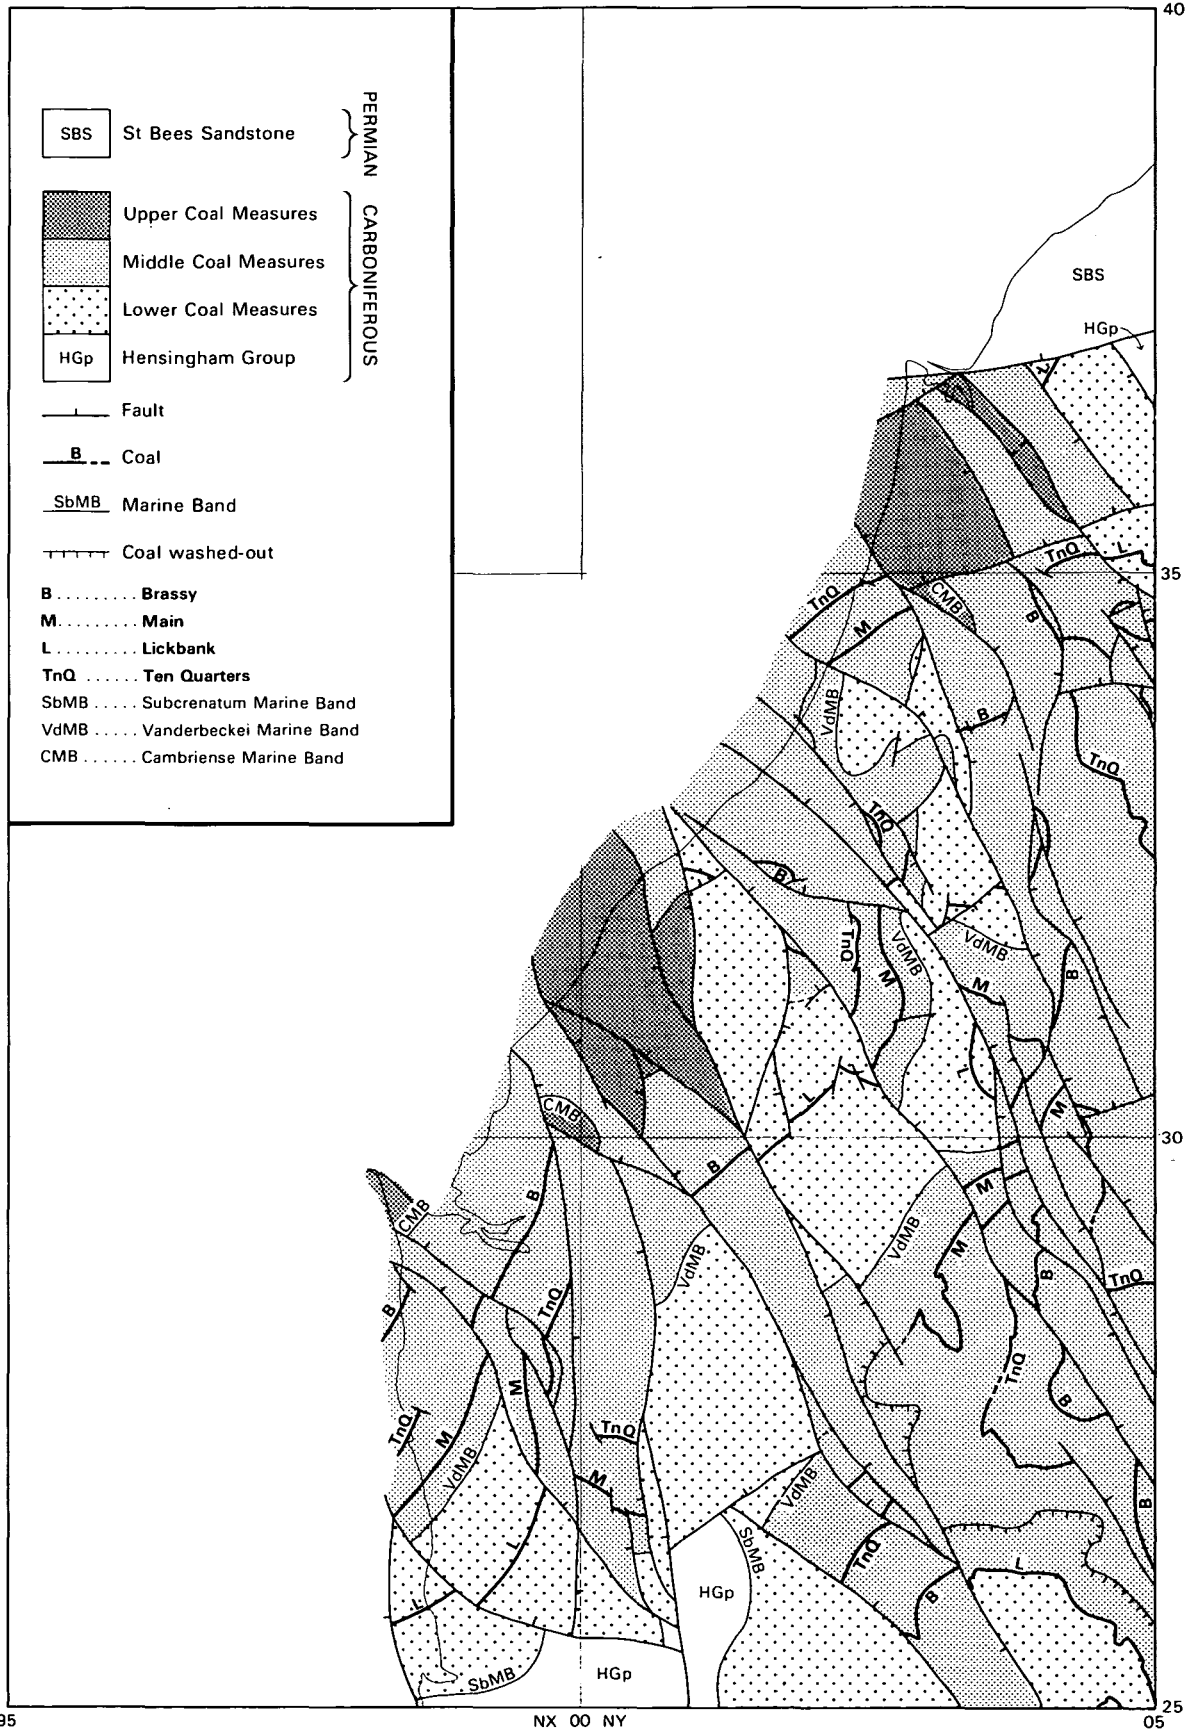 40
SBS St Bees Sandstone
PERMIAN
Upper Coal Measures
Middle Coal Measures
Lower Coal Measures
HGp Hensingham Group
CARBONIFEROUS
Fault
B Coal
SbMB Marine Band
Coal washed-out
B ......... Brassy
M ......... Main
L ......... Lickbank
TnQ ...... Ten Quarters
SbMB ..... Subcrenatum Marine Band
VdMB ..... Vanderbeckei Marine Band
CMB ...... Cambriense Marine Band
SBS
HGp
TnQ
L
35
TnQ
CMB
B
M
VdMB
B
TnQ
TnQ
B
TnQ
M
VdMB
VdMB
B
M
L
L
M
CMB
30
B
B
M
CMB
VdMB
VdMB
M
B
TnQ
B
TnQ
TnQ
M
B
TnQ
M
TnQ
VdMB
M
VdMB
B
L
SbMB
TnQ
L
HGp
B
L
SbMB
HGp
25
95
NX 00 NY
05